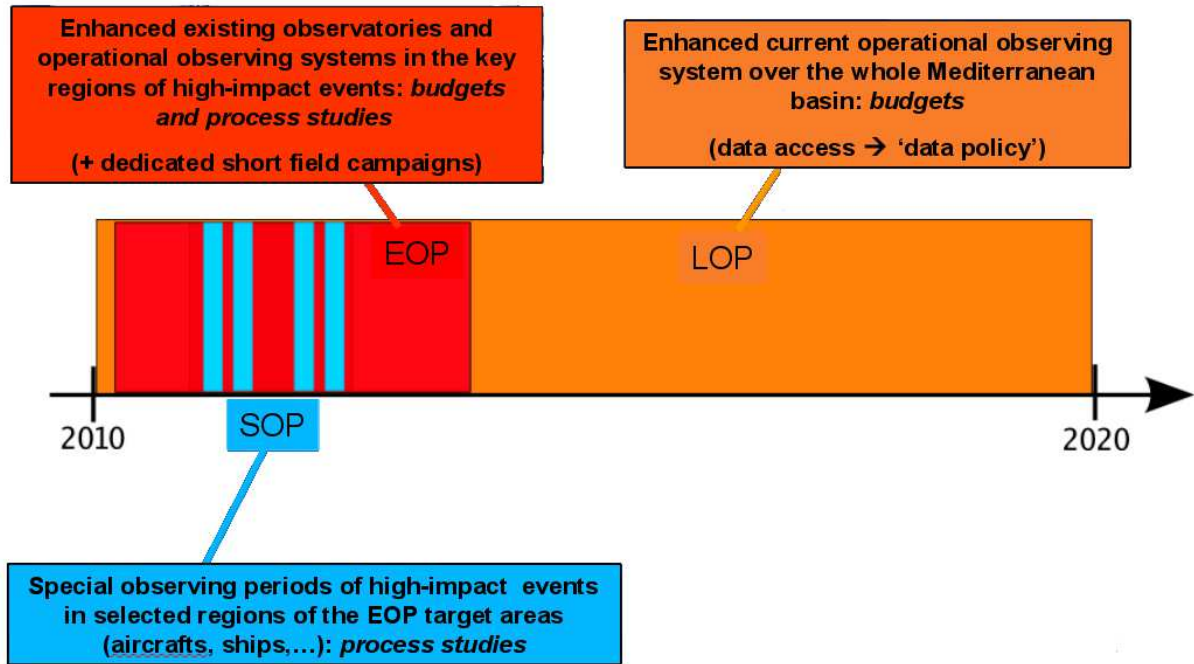 Enhanced existing observatories and
operational observing systems in the key
regions of high-impact events: budgets
and process studies
(+ dedicated short field campaigns)
Enhanced current operational observing
system over the whole Mediterranean
basin: budgets
(data access → ‘data policy’)
EOP
LOP
SOP
2010
2020
Special observing periods of high-impact events
in selected regions of the EOP target areas
(aircrafts, ships,…): process studies